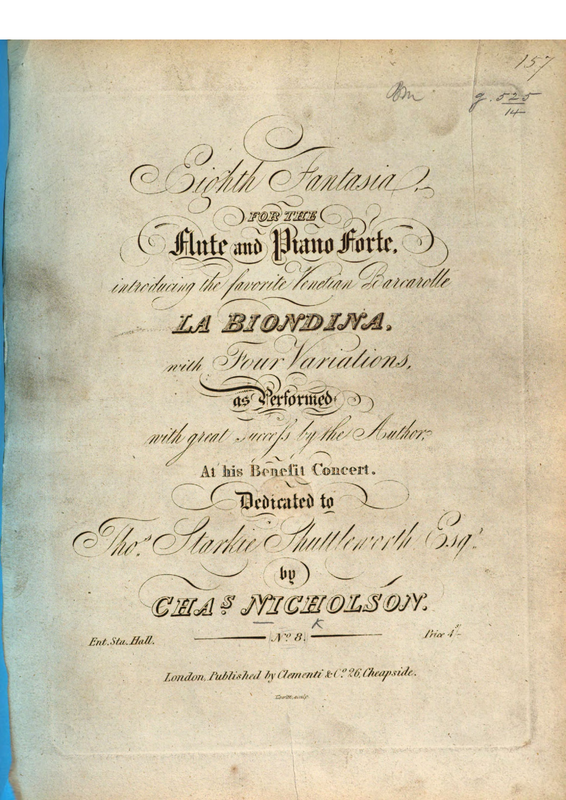 157
g. 525
14
Eighth Fantasia,
FOR THE
Flute and Piano Forte,
introducing the favorite Venetian Barcarolle
LA BIONDINA,
with Four Variations,
as Performed
with great success by the Author,
At his Benefit Concert.
Dedicated to
Thos. Starkie Shuttleworth Esqr.
by
CHAS. NICHOLSON.
K
Ent. Sta. Hall.
No. 8.
Price 4/-
London, Published by Clementi & Co. 26, Cheapside.